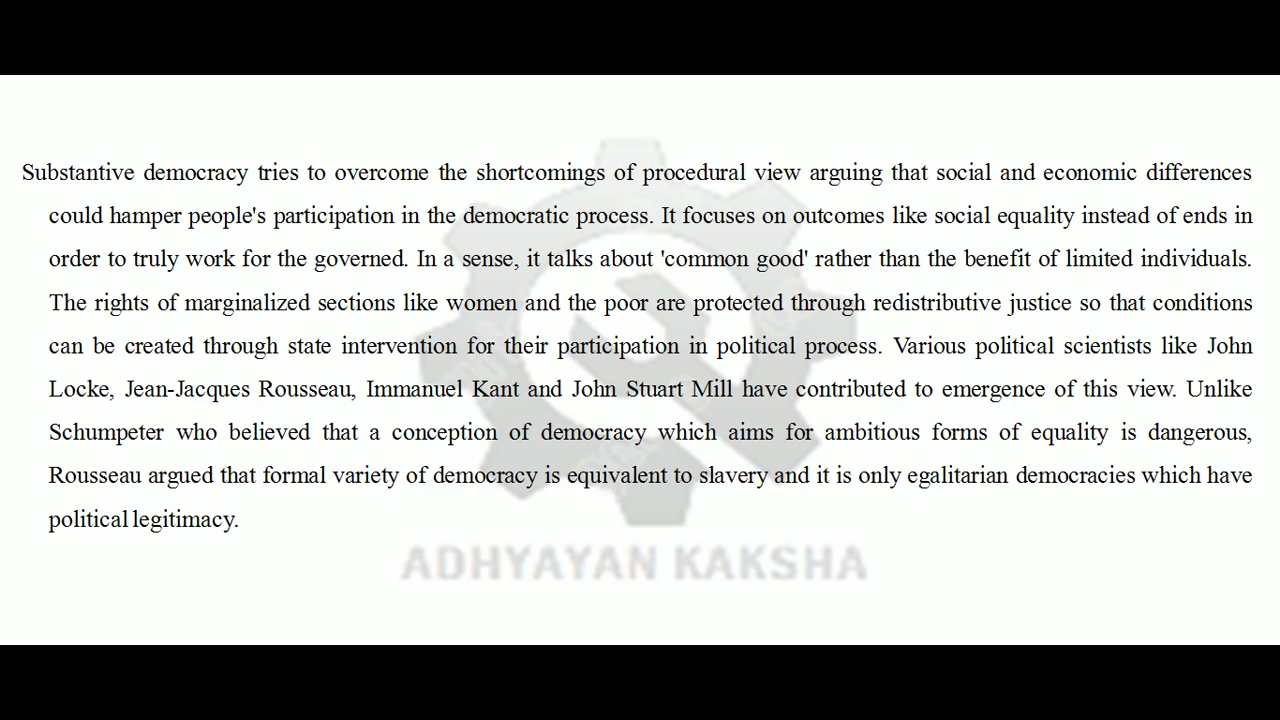 Substantive democracy tries to overcome the shortcomings of procedural view arguing that social and economic differences
could hamper people's participation in the democratic process. It focuses on outcomes like social equality instead of ends in
order to truly work for the governed. In a sense, it talks about 'common good' rather than the benefit of limited individuals.
The rights of marginalized sections like women and the poor are protected through redistributive justice so that conditions
can be created through state intervention for their participation in political process. Various political scientists like John
Locke, Jean-Jacques Rousseau, Immanuel Kant and John Stuart Mill have contributed to emergence of this view. Unlike
Schumpeter who believed that a conception of democracy which aims for ambitious forms of equality is dangerous,
Rousseau argued that formal variety of democracy is equivalent to slavery and it is only egalitarian democracies which have
political legitimacy.
ADHYAYAN KAKSHA